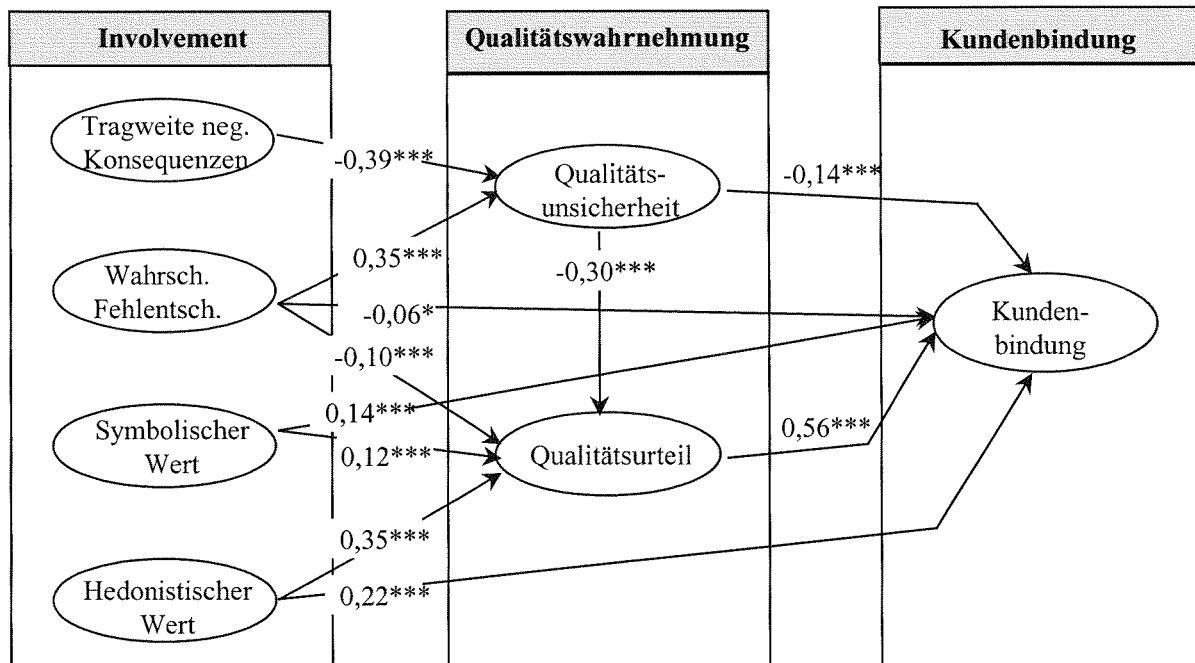 Involvement
Qualitätswahrnehmung
Kundenbindung
Tragweite neg.
Konsequenzen
-0,39***
Qualitäts-
unsicherheit
-0,14***
Wahrsch.
Fehlentsch.
0,35***
-0,30***
-0,06*
Kunden-
bindung
-0,10***
Symbolischer
Wert
0,14***
0,12***
Qualitätsurteil
0,56***
0,35***
Hedonistischer
Wert
0,22***